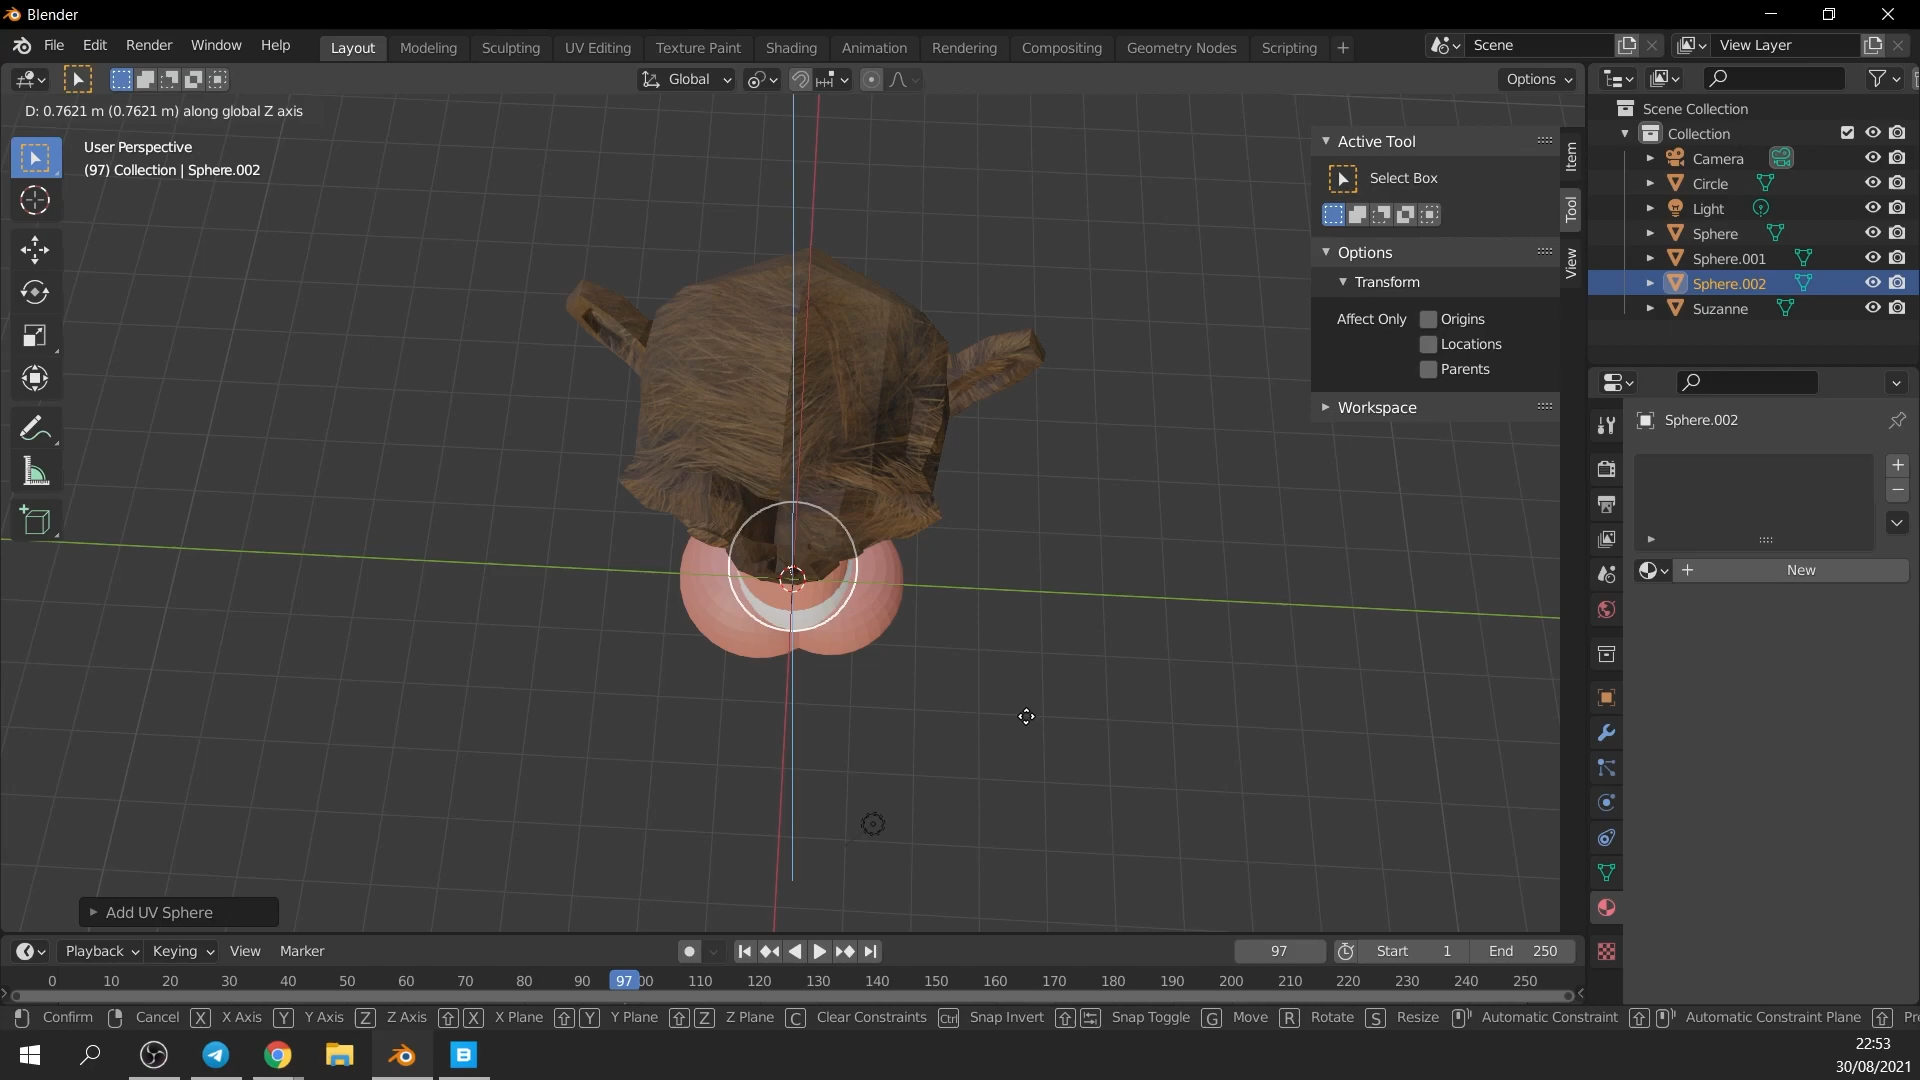 Blender
File Edit Render Window Help Layout Modeling Sculpting UV Editing Texture Paint Shading Animation Rendering Compositing Geometry Nodes Scripting + Scene View Layer
Global Options
D: 0.7621 m (0.7621 m) along global Z axis
User Perspective
(97) Collection | Sphere.002
Active Tool
Select Box
Options
Transform
Affect Only Origins
Locations
Parents
Workspace
Item
Tool
View
Scene Collection
Collection
Camera
Circle
Light
Sphere
Sphere.001
Sphere.002
Suzanne
Sphere.002
New
Add UV Sphere
Playback Keying View Marker 97 Start 1 End 250
0 10 20 30 40 50 60 70 80 90 97 00 110 120 130 140 150 160 170 180 190 200 210 220 230 240 250
Confirm Cancel X X Axis Y Y Axis Z Z Axis X X Plane Y Y Plane Z Z Plane C Clear Constraints Ctrl Snap Invert Snap Toggle G Move R Rotate S Resize Automatic Constraint Automatic Constraint Plane Pre
22:53
30/08/2021